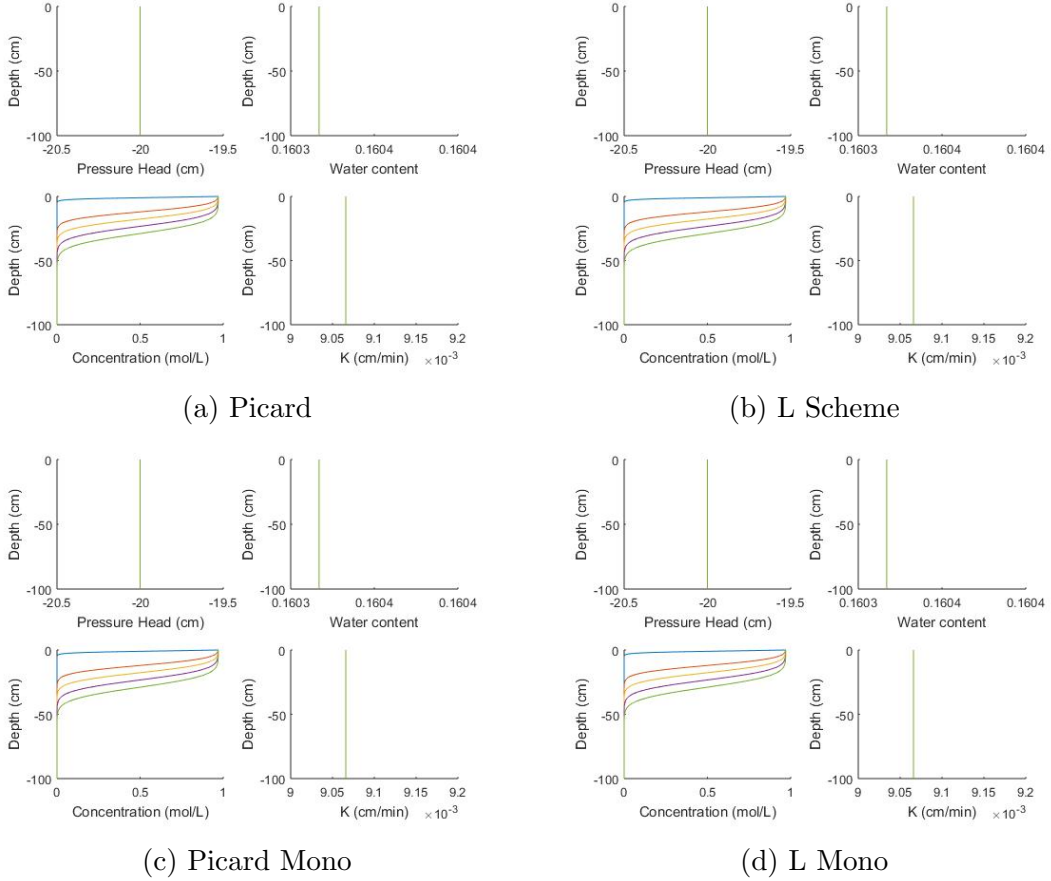 0
-50
-100
Depth (cm)
-20.5 -20 -19.5
Pressure Head (cm)
0
-50
-100
Depth (cm)
0.1603 0.1604 0.1604
Water content
0
-50
-100
Depth (cm)
0 0.5 1
Concentration (mol/L)
0
-50
-100
Depth (cm)
9 9.05 9.1 9.15 9.2
K (cm/min) ×10-3
(a) Picard
0
-50
-100
Depth (cm)
-20.5 -20 -19.5
Pressure Head (cm)
0
-50
-100
Depth (cm)
0.1603 0.1604 0.1604
Water content
0
-50
-100
Depth (cm)
0 0.5 1
Concentration (mol/L)
0
-50
-100
Depth (cm)
9 9.05 9.1 9.15 9.2
K (cm/min) ×10-3
(b) L Scheme
0
-50
-100
Depth (cm)
-20.5 -20 -19.5
Pressure Head (cm)
0
-50
-100
Depth (cm)
0.1603 0.1604 0.1604
Water content
0
-50
-100
Depth (cm)
0 0.5 1
Concentration (mol/L)
0
-50
-100
Depth (cm)
9 9.05 9.1 9.15 9.2
K (cm/min) ×10-3
(c) Picard Mono
0
-50
-100
Depth (cm)
-20.5 -20 -19.5
Pressure Head (cm)
0
-50
-100
Depth (cm)
0.1603 0.1604 0.1604
Water content
0
-50
-100
Depth (cm)
0 0.5 1
Concentration (mol/L)
0
-50
-100
Depth (cm)
9 9.05 9.1 9.15 9.2
K (cm/min) ×10-3
(d) L Mono